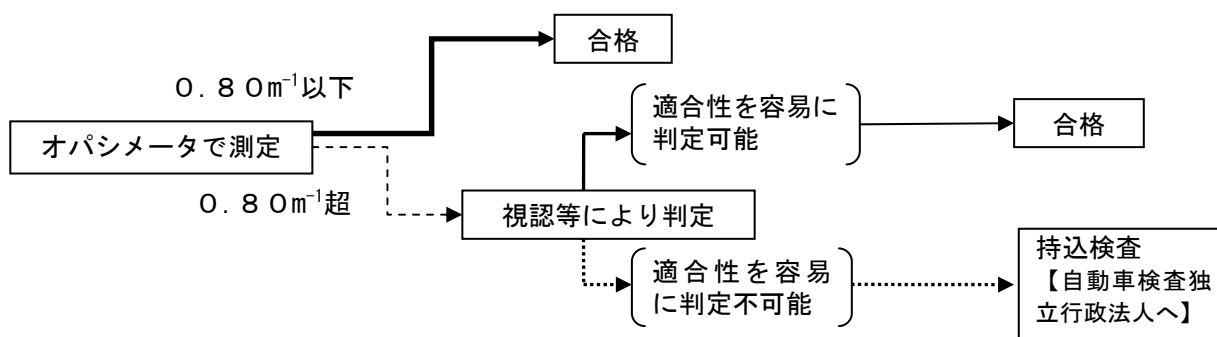 合格
０．８０m⁻¹以下
適合性を容易に
判定可能
合格
オパシメータで測定
０．８０m⁻¹超
視認等により判定
適合性を容易
に判定不可能
持込検査
【自動車検査独
立行政法人へ】